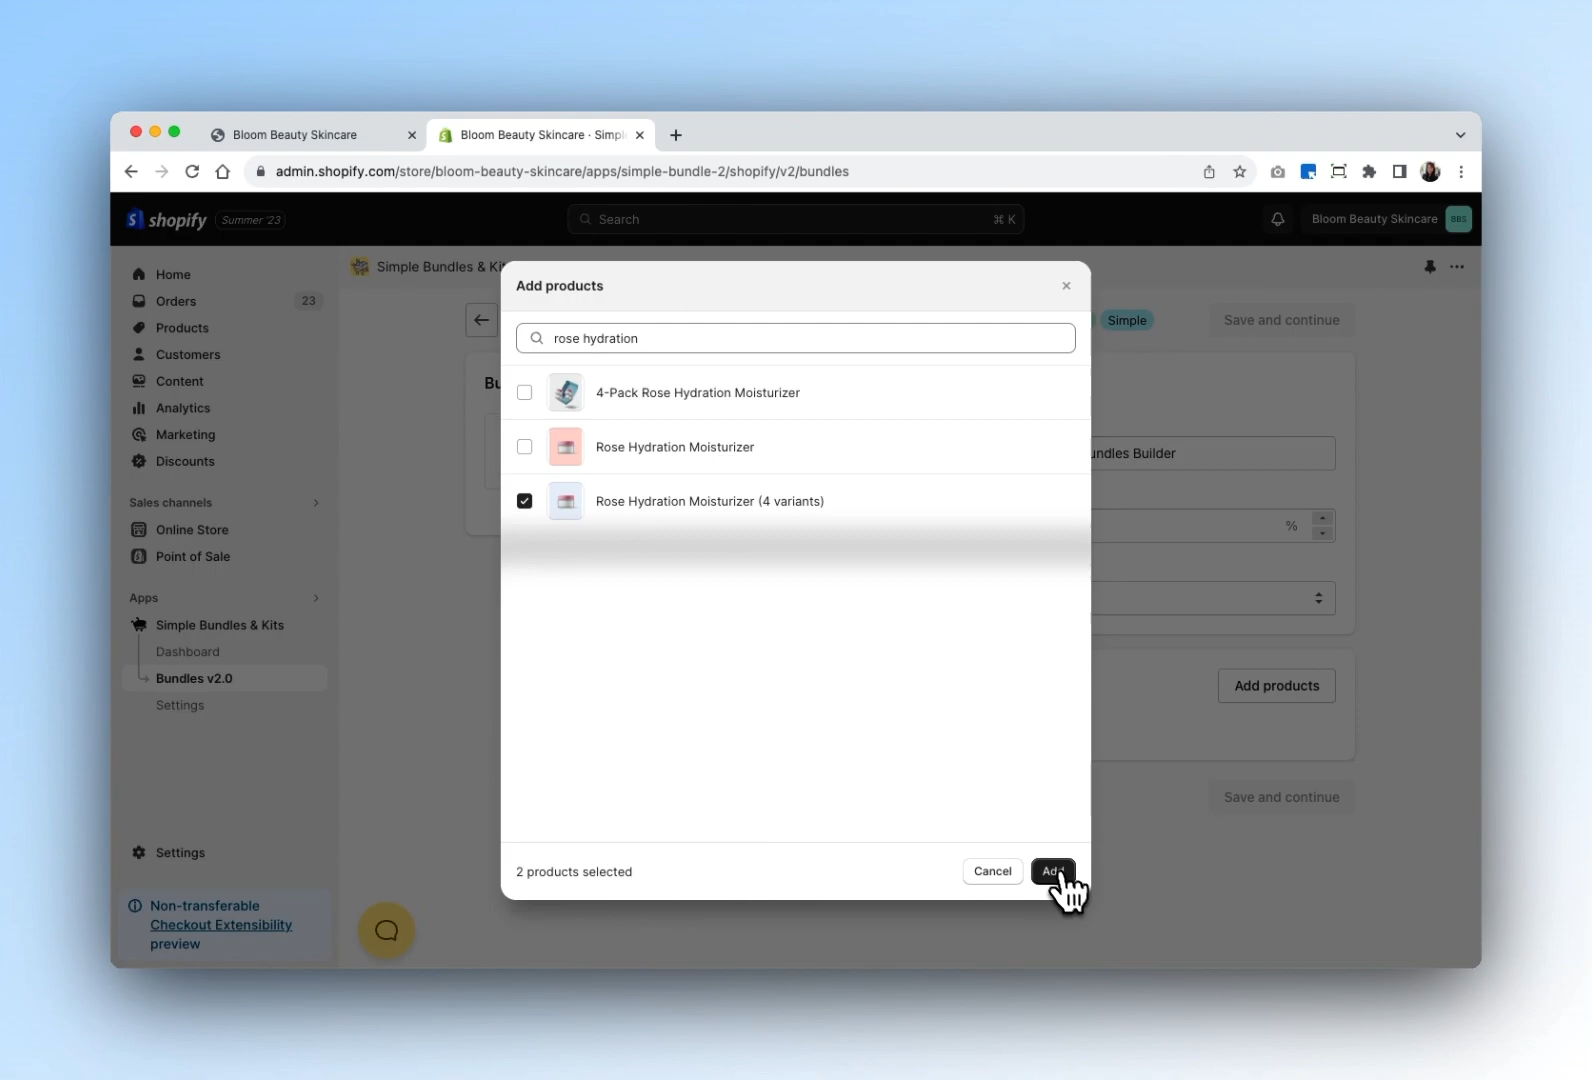 Bloom Beauty Skincare
Bloom Beauty Skincare · Simpl
admin.shopify.com/store/bloom-beauty-skincare/apps/simple-bundle-2/shopify/v2/bundles
shopify
Summer '23
Search
⌘ K
Bloom Beauty Skincare
BBS
Home
Orders
23
Products
Customers
Content
Analytics
Marketing
Discounts
Sales channels
Online Store
Point of Sale
Apps
Simple Bundles & Kits
Dashboard
Bundles v2.0
Settings
Settings
Non-transferable
Checkout Extensibility
preview
Simple Bundles & Ki
Simple
Save and continue
Bu
Add products
rose hydration
4-Pack Rose Hydration Moisturizer
Rose Hydration Moisturizer
Rose Hydration Moisturizer (4 variants)
2 products selected
Cancel
Add
undles Builder
%
Add products
Save and continue